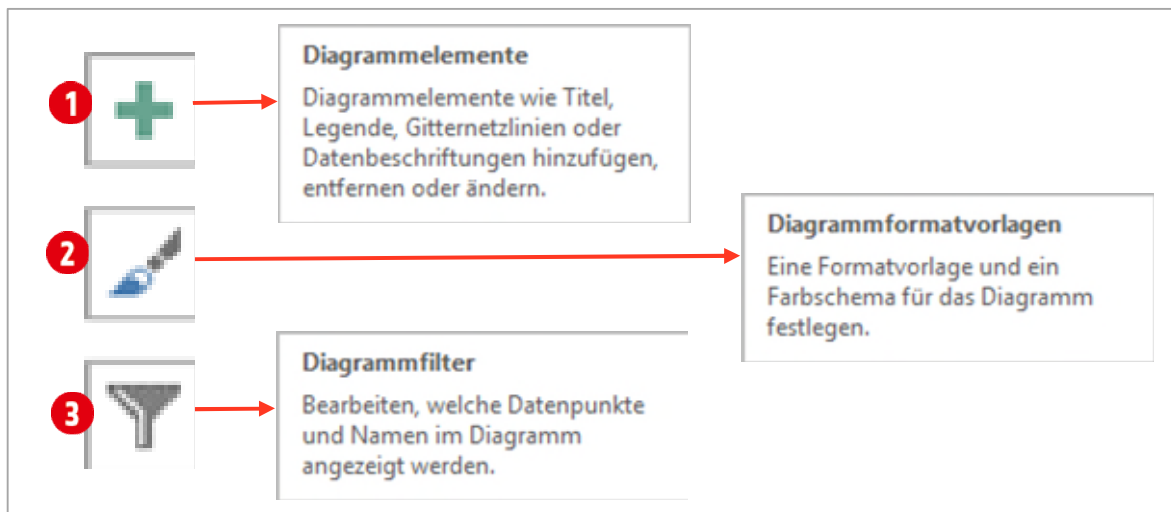 1
Diagrammelemente
Diagrammelemente wie Titel,
Legende, Gitternetzlinien oder
Datenbeschriftungen hinzufügen,
entfernen oder ändern.
2
Diagrammformatvorlagen
Eine Formatvorlage und ein
Farbschema für das Diagramm
festlegen.
3
Diagrammfilter
Bearbeiten, welche Datenpunkte
und Namen im Diagramm
angezeigt werden.